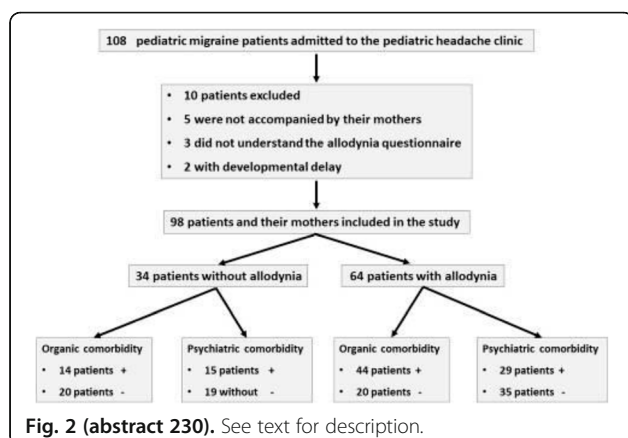 108 pediatric migraine patients admitted to the pediatric headache clinic
• 10 patients excluded
• 5 were not accompanied by their mothers
• 3 did not understand the allodynia questionnaire
• 2 with developmental delay
98 patients and their mothers included in the study
34 patients without allodynia
64 patients with allodynia
Organic comorbidity
• 14 patients +
• 20 patients -
Psychiatric comorbidity
• 15 patients +
• 19 without -
Organic comorbidity
• 44 patients +
• 20 patients -
Psychiatric comorbidity
• 29 patients +
• 35 patients -
Fig. 2 (abstract 230). See text for description.